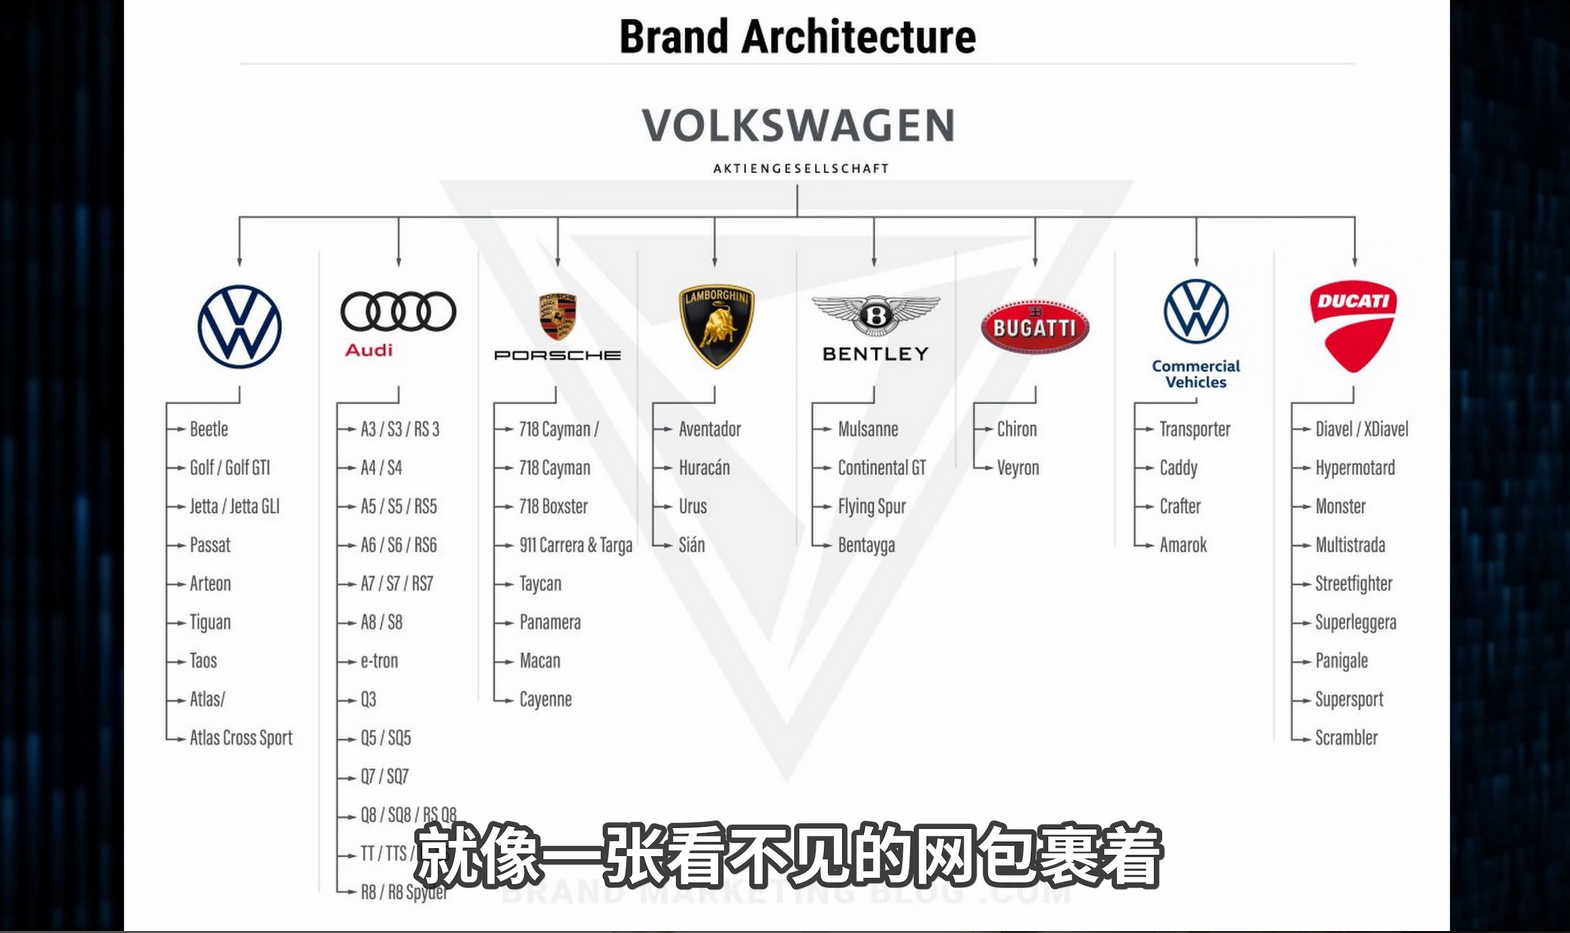 Brand Architecture
VOLKSWAGEN
AKTIENGESELLSCHAFT
Audi
PORSCHE
PORSCHE
LAMBORGHINI
B
BENTLEY
BUGATTI
Commercial
Vehicles
DUCATI
Beetle
Golf / Golf GTI
Jetta / Jetta GLI
Passat
Arteon
Tiguan
Taos
Atlas/
Atlas Cross Sport
A3 / S3 / RS 3
A4 / S4
A5 / S5 / RS5
A6 / S6 / RS6
A7 / S7 / RS7
A8 / S8
e-tron
Q3
Q5 / SQ5
Q7 / SQ7
Q8 / SQ8 / RS Q8
TT / TTS /
R8 / R8 Spyder
718 Cayman /
718 Cayman
718 Boxster
911 Carrera & Targa
Taycan
Panamera
Macan
Cayenne
Aventador
Huracán
Urus
Sián
Mulsanne
Continental GT
Flying Spur
Bentayga
Chiron
Veyron
Transporter
Caddy
Crafter
Amarok
Diavel / XDiavel
Hypermotard
Monster
Multistrada
Streetfighter
Superleggera
Panigale
Supersport
Scrambler
就像一张看不见的网包裹着
BRAND MARKETING BLOG .COM